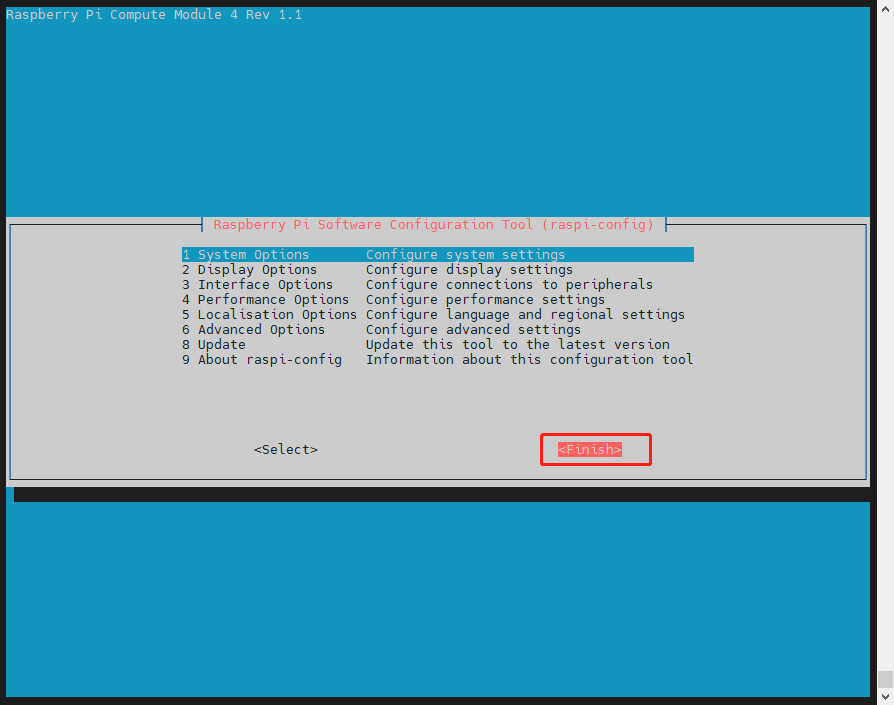 Raspberry Pi Compute Module 4 Rev 1.1
Raspberry Pi Software Configuration Tool (raspi-config)
1 System Options Configure system settings
2 Display Options Configure display settings
3 Interface Options Configure connections to peripherals
4 Performance Options Configure performance settings
5 Localisation Options Configure language and regional settings
6 Advanced Options Configure advanced settings
8 Update Update this tool to the latest version
9 About raspi-config Information about this configuration tool
<Select> <Finish>